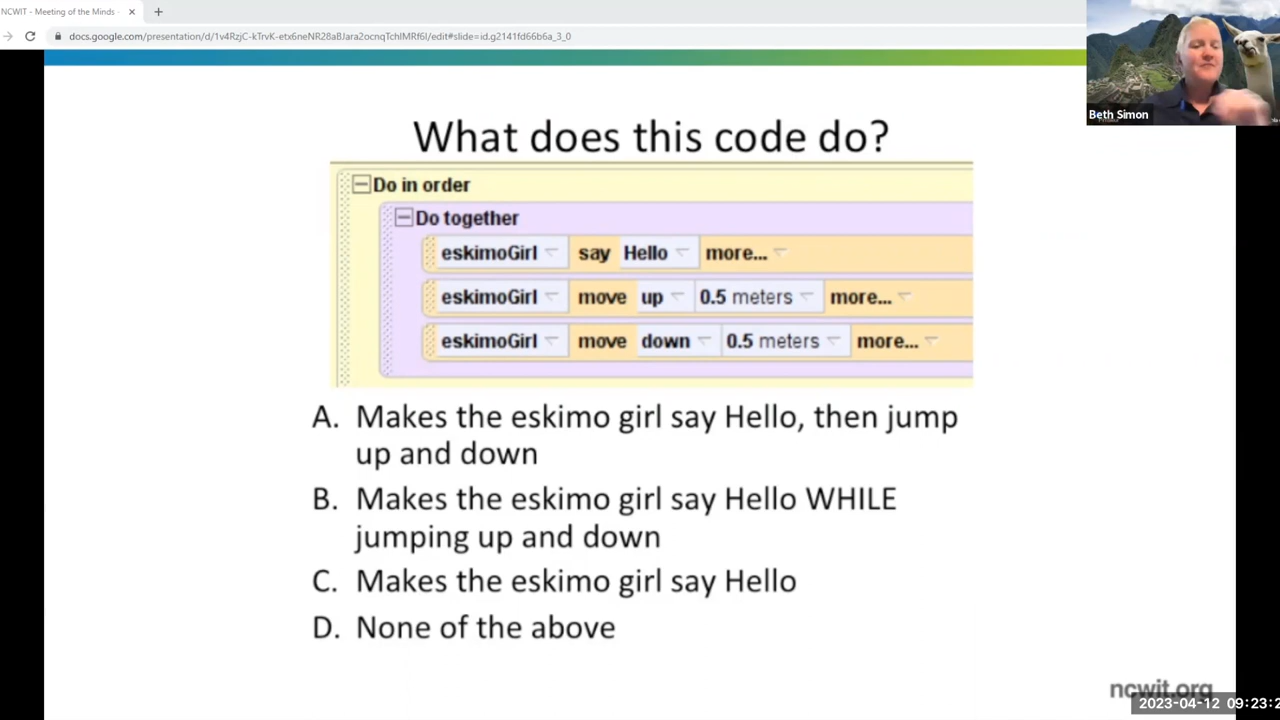 NCWIT - Meeting of the Minds
docs.google.com/presentation/d/1v4RzjC-kTrvK-etx6neNR28aBJara2ocnqTchIMRf6I/edit#slide=id.g2141fd66b6a_3_0
Beth Simon
What does this code do?
Do in order
Do together
eskimoGirl say Hello more...
eskimoGirl move up 0.5 meters more...
eskimoGirl move down 0.5 meters more...
A. Makes the eskimo girl say Hello, then jump
up and down
B. Makes the eskimo girl say Hello WHILE
jumping up and down
C. Makes the eskimo girl say Hello
D. None of the above
ncwit.org
2023-04-12 09:23:2